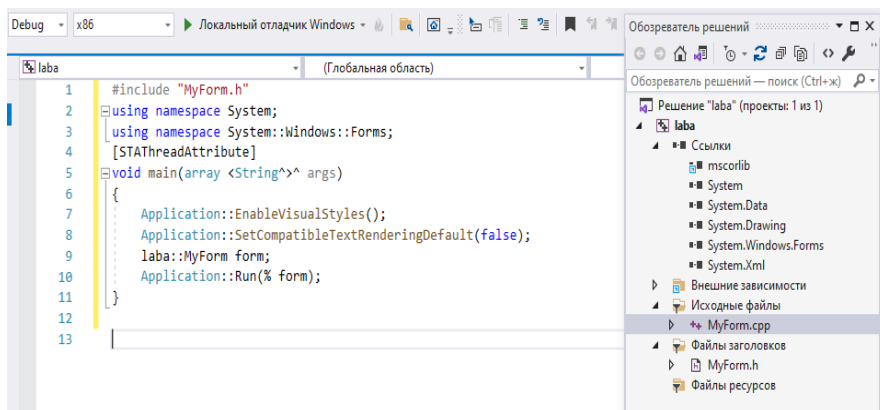 Debug x86 Локальный отладчик Windows
laba (Глобальная область)
1 #include "MyForm.h"
2 using namespace System;
3 using namespace System::Windows::Forms;
4 [STAThreadAttribute]
5 void main(array <String^>^ args)
6 {
7 Application::EnableVisualStyles();
8 Application::SetCompatibleTextRenderingDefault(false);
9 laba::MyForm form;
10 Application::Run(% form);
11 }
12
13
Обозреватель решений
Обозреватель решений — поиск (Ctrl+ж)
Решение "laba" (проекты: 1 из 1)
laba
Ссылки
mscorlib
System
System.Data
System.Drawing
System.Windows.Forms
System.Xml
Внешние зависимости
Исходные файлы
MyForm.cpp
Файлы заголовков
MyForm.h
Файлы ресурсов